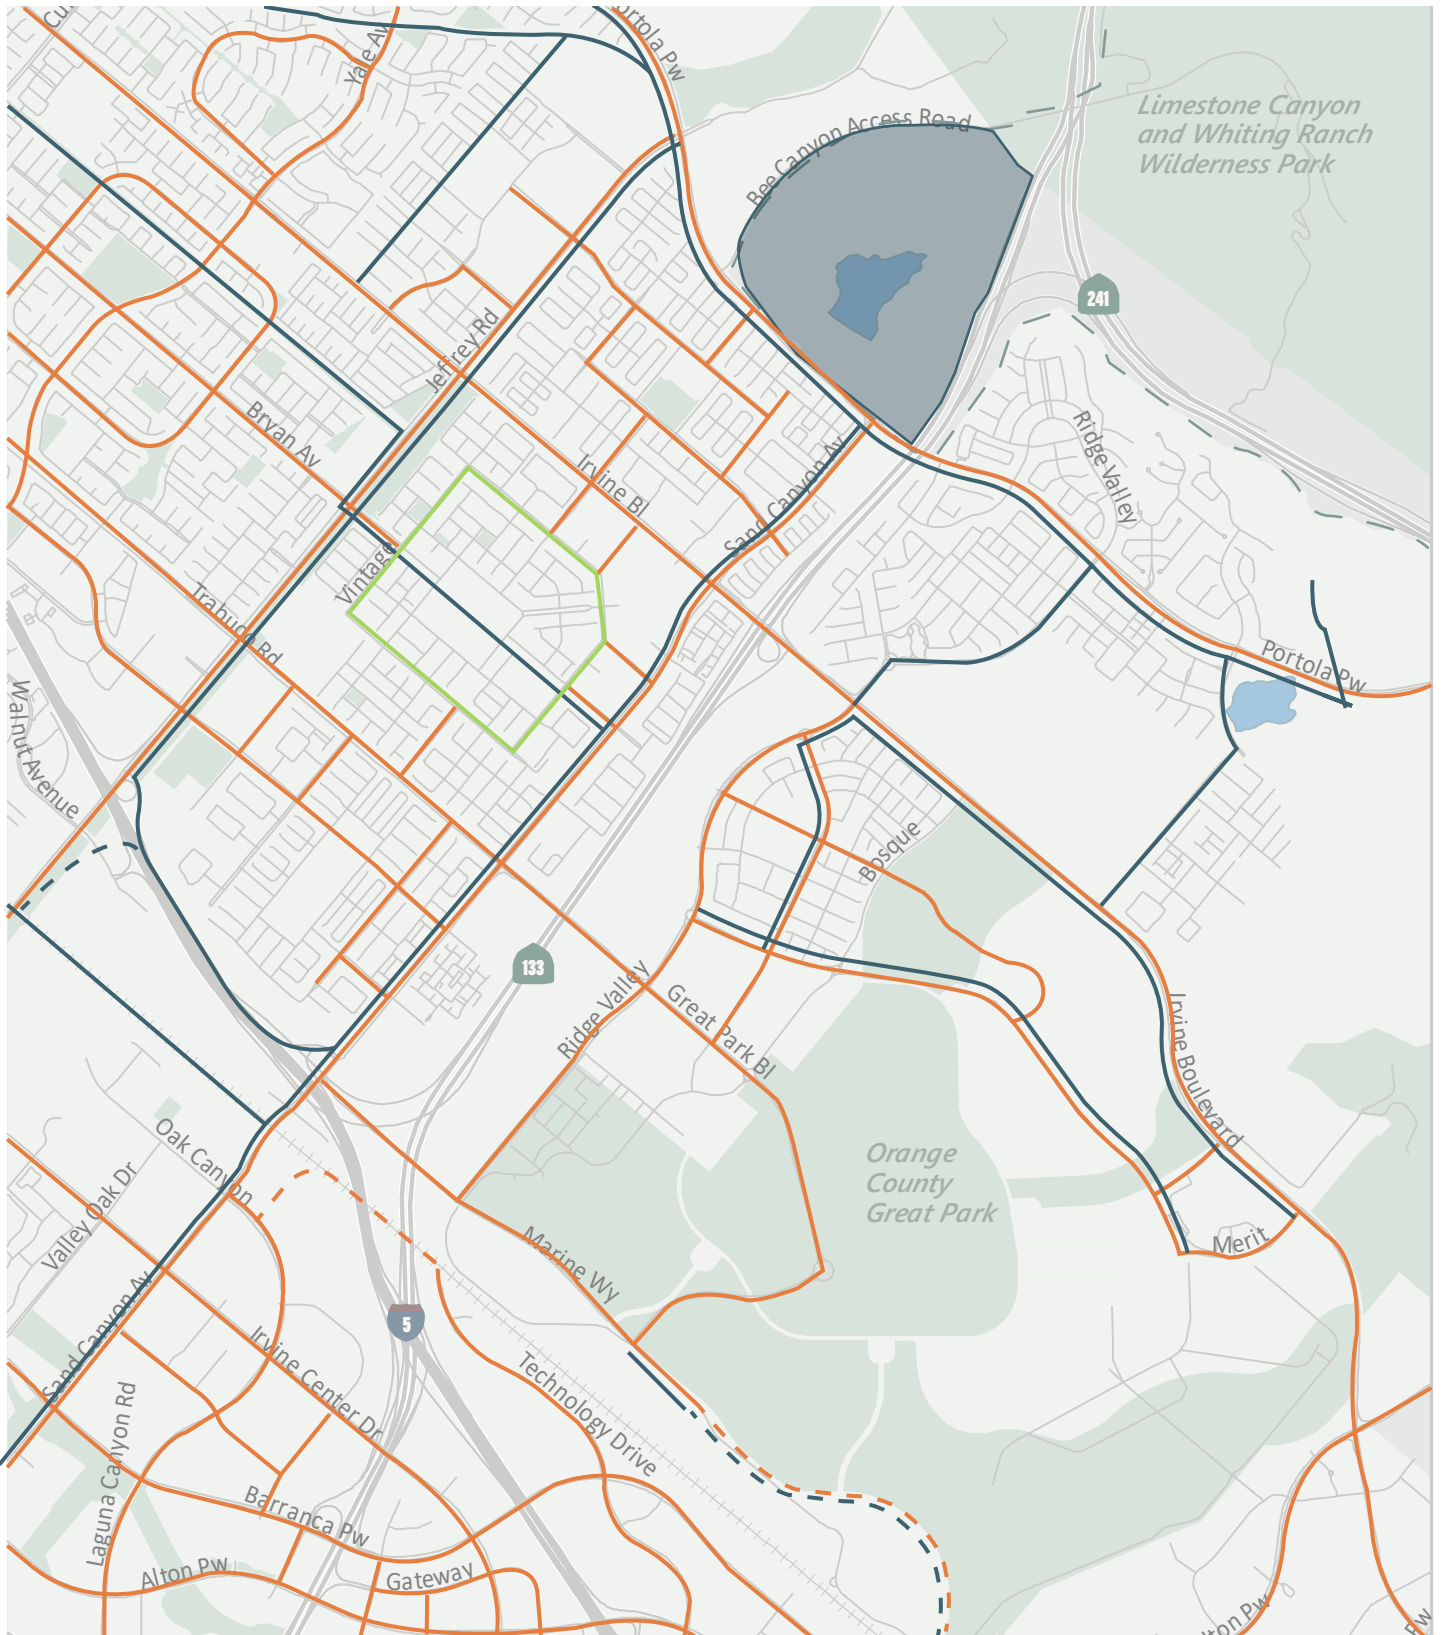 Yale Av
Portola Pw
Bee Canyon Access Road
Limestone Canyon
and Whiting Ranch
Wilderness Park
241
Jeffrey Rd
Bryan Av
Irvine Bl
Sand Canyon Av
Ridge Valley
Vintage
Trabuco Rd
Portola Pw
Walnut Avenue
Bosque
133
Ridge Valley
Great Park Bl
Irvine Boulevard
Oak Canyon
Valley Oak Dr
Orange
County
Great Park
Merit
Marine Wy
Sand Canyon Av
5
Irvine Center Dr
Technology Drive
Laguna Canyon Rd
Barranca Pw
Alton Pw
Gateway
lton Pw
Pw